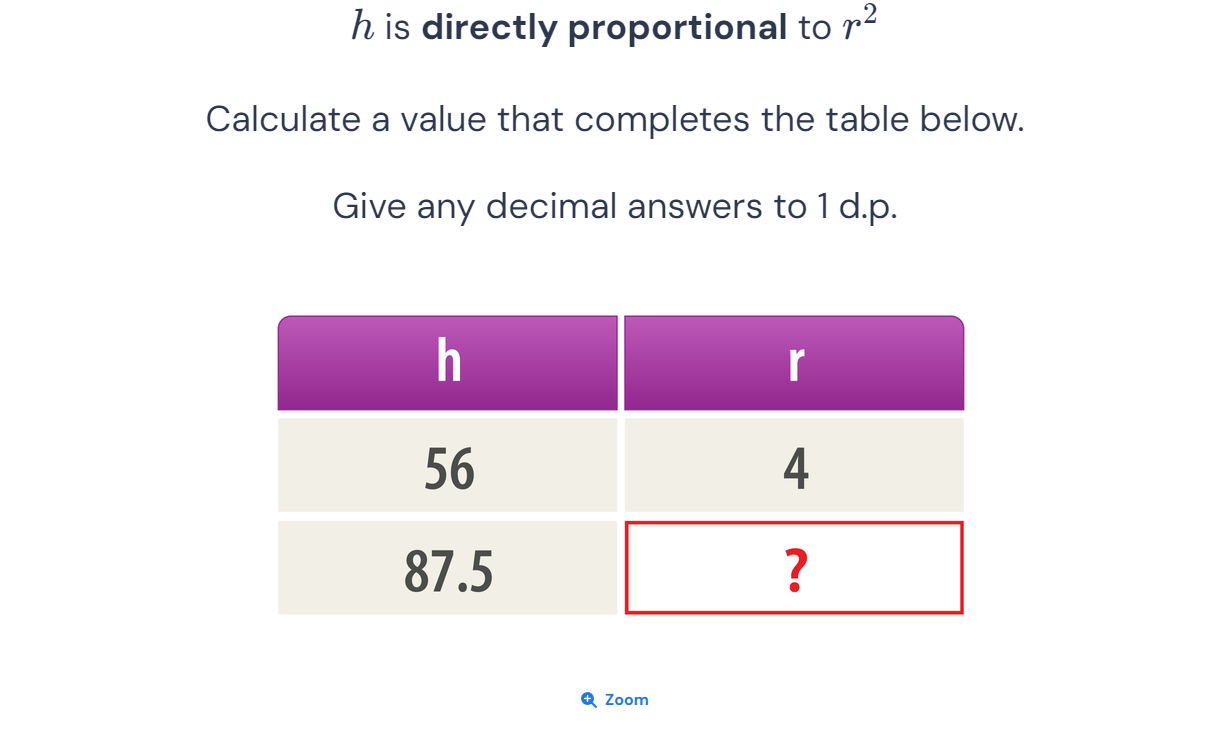 h is directly proportional to r²
Calculate a value that completes the table below.
Give any decimal answers to 1 d.p.
h r
56 4
87.5 ?
Zoom